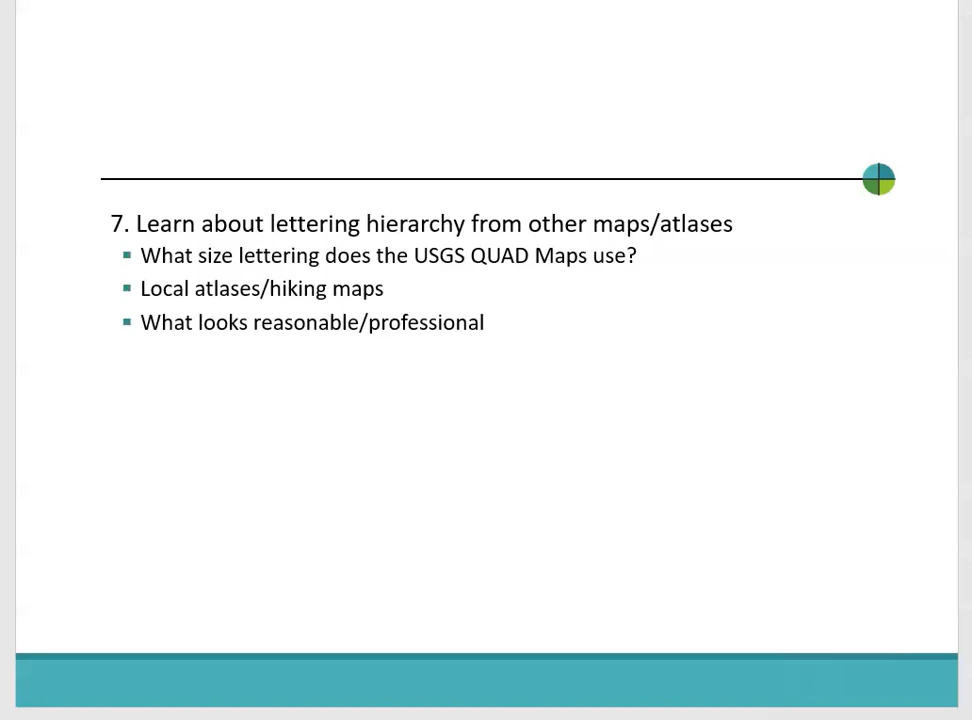 7. Learn about lettering hierarchy from other maps/atlases
▪ What size lettering does the USGS QUAD Maps use?
▪ Local atlases/hiking maps
▪ What looks reasonable/professional